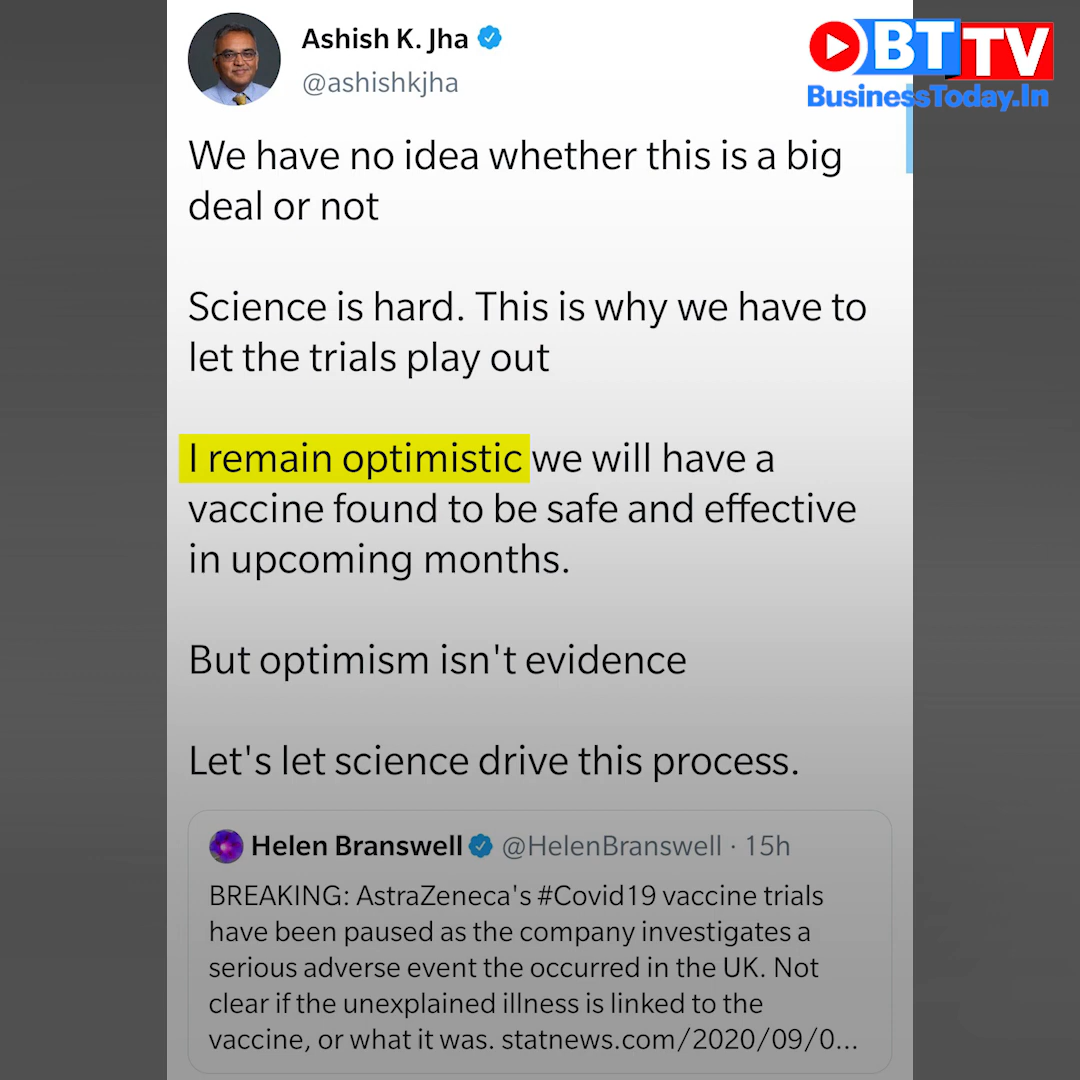 Ashish K. Jha
@ashishkjha
BT TV
BusinessToday.In
We have no idea whether this is a big
deal or not
Science is hard. This is why we have to
let the trials play out
I remain optimistic we will have a
vaccine found to be safe and effective
in upcoming months.
But optimism isn't evidence
Let's let science drive this process.
Helen Branswell @HelenBranswell · 15h
BREAKING: AstraZeneca's #Covid19 vaccine trials
have been paused as the company investigates a
serious adverse event the occurred in the UK. Not
clear if the unexplained illness is linked to the
vaccine, or what it was. statnews.com/2020/09/0...